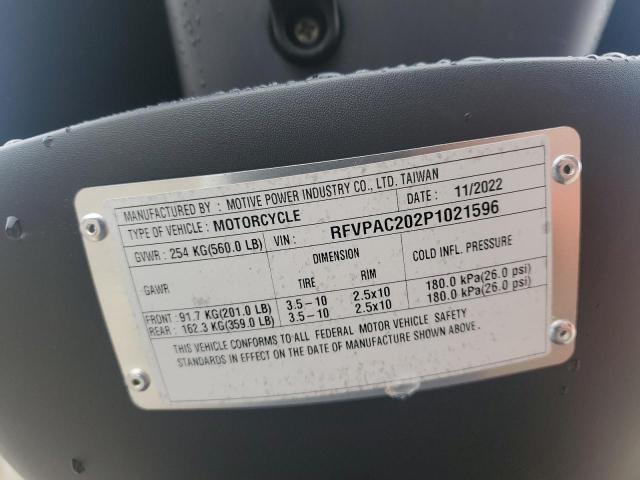 MANUFACTURED BY : MOTIVE POWER INDUSTRY CO., LTD. TAIWAN
TYPE OF VEHICLE : MOTORCYCLE DATE : 11/2022
GVWR : 254 KG(560.0 LB) VIN : RFVPAC202P1021596
GAWR DIMENSION COLD INFL. PRESSURE
TIRE RIM
FRONT : 91.7 KG(201.0 LB) 3.5-10 2.5x10 180.0 kPa(26.0 psi)
REAR : 162.3 KG(359.0 LB) 3.5-10 2.5x10 180.0 kPa(26.0 psi)
THIS VEHICLE CONFORMS TO ALL FEDERAL MOTOR VEHICLE SAFETY
STANDARDS IN EFFECT ON THE DATE OF MANUFACTURE SHOWN ABOVE.